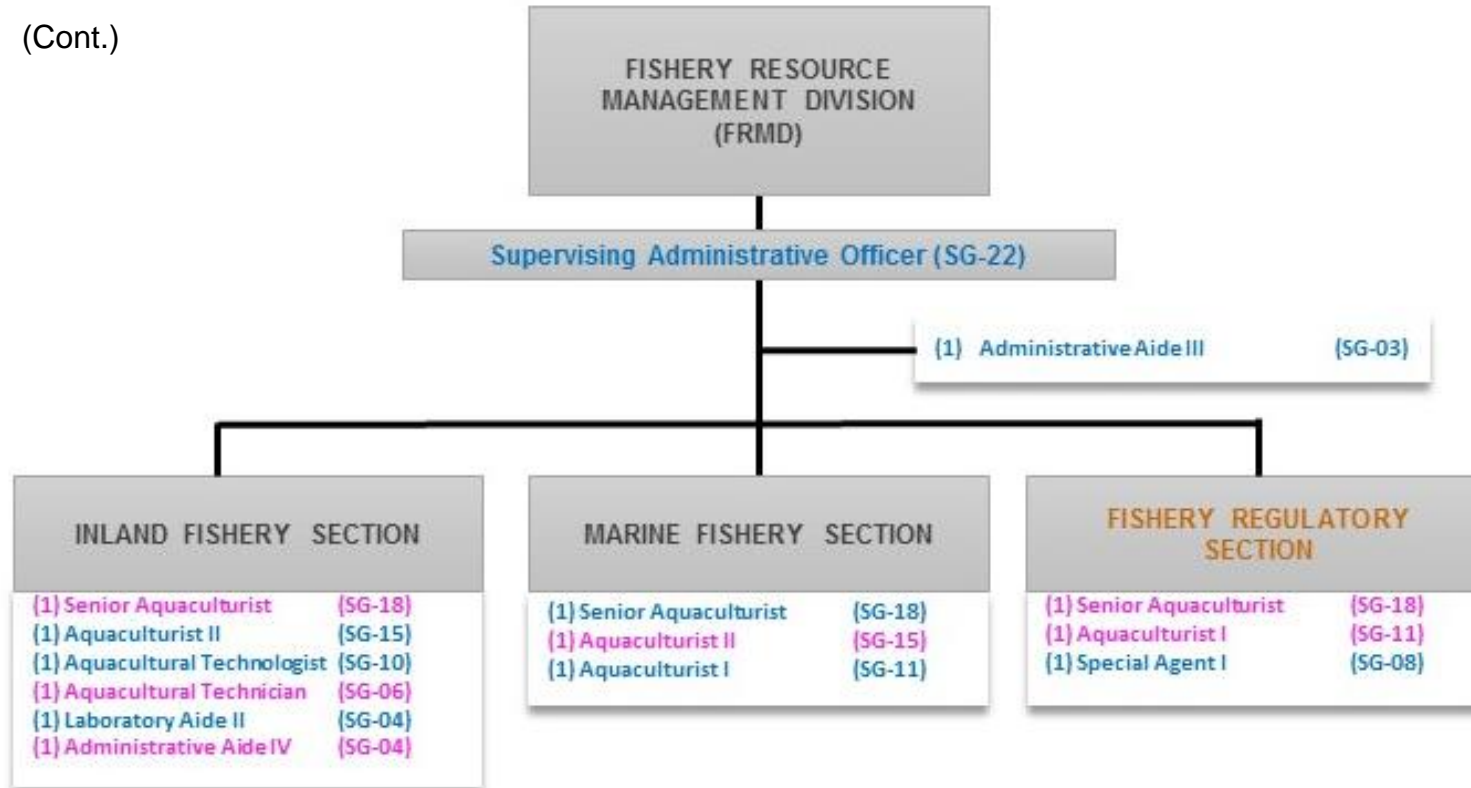 (Cont.)
FISHERY RESOURCE
MANAGEMENT DIVISION
(FRMD)
Supervising Administrative Officer (SG-22)
(1) Administrative Aide III (SG-03)
INLAND FISHERY SECTION
(1) Senior Aquaculturist (SG-18)
(1) Aquaculturist II (SG-15)
(1) Aquacultural Technologist (SG-10)
(1) Aquacultural Technician (SG-06)
(1) Laboratory Aide II (SG-04)
(1) Administrative Aide IV (SG-04)
MARINE FISHERY SECTION
(1) Senior Aquaculturist (SG-18)
(1) Aquaculturist II (SG-15)
(1) Aquaculturist I (SG-11)
FISHERY REGULATORY
SECTION
(1) Senior Aquaculturist (SG-18)
(1) Aquaculturist I (SG-11)
(1) Special Agent I (SG-08)